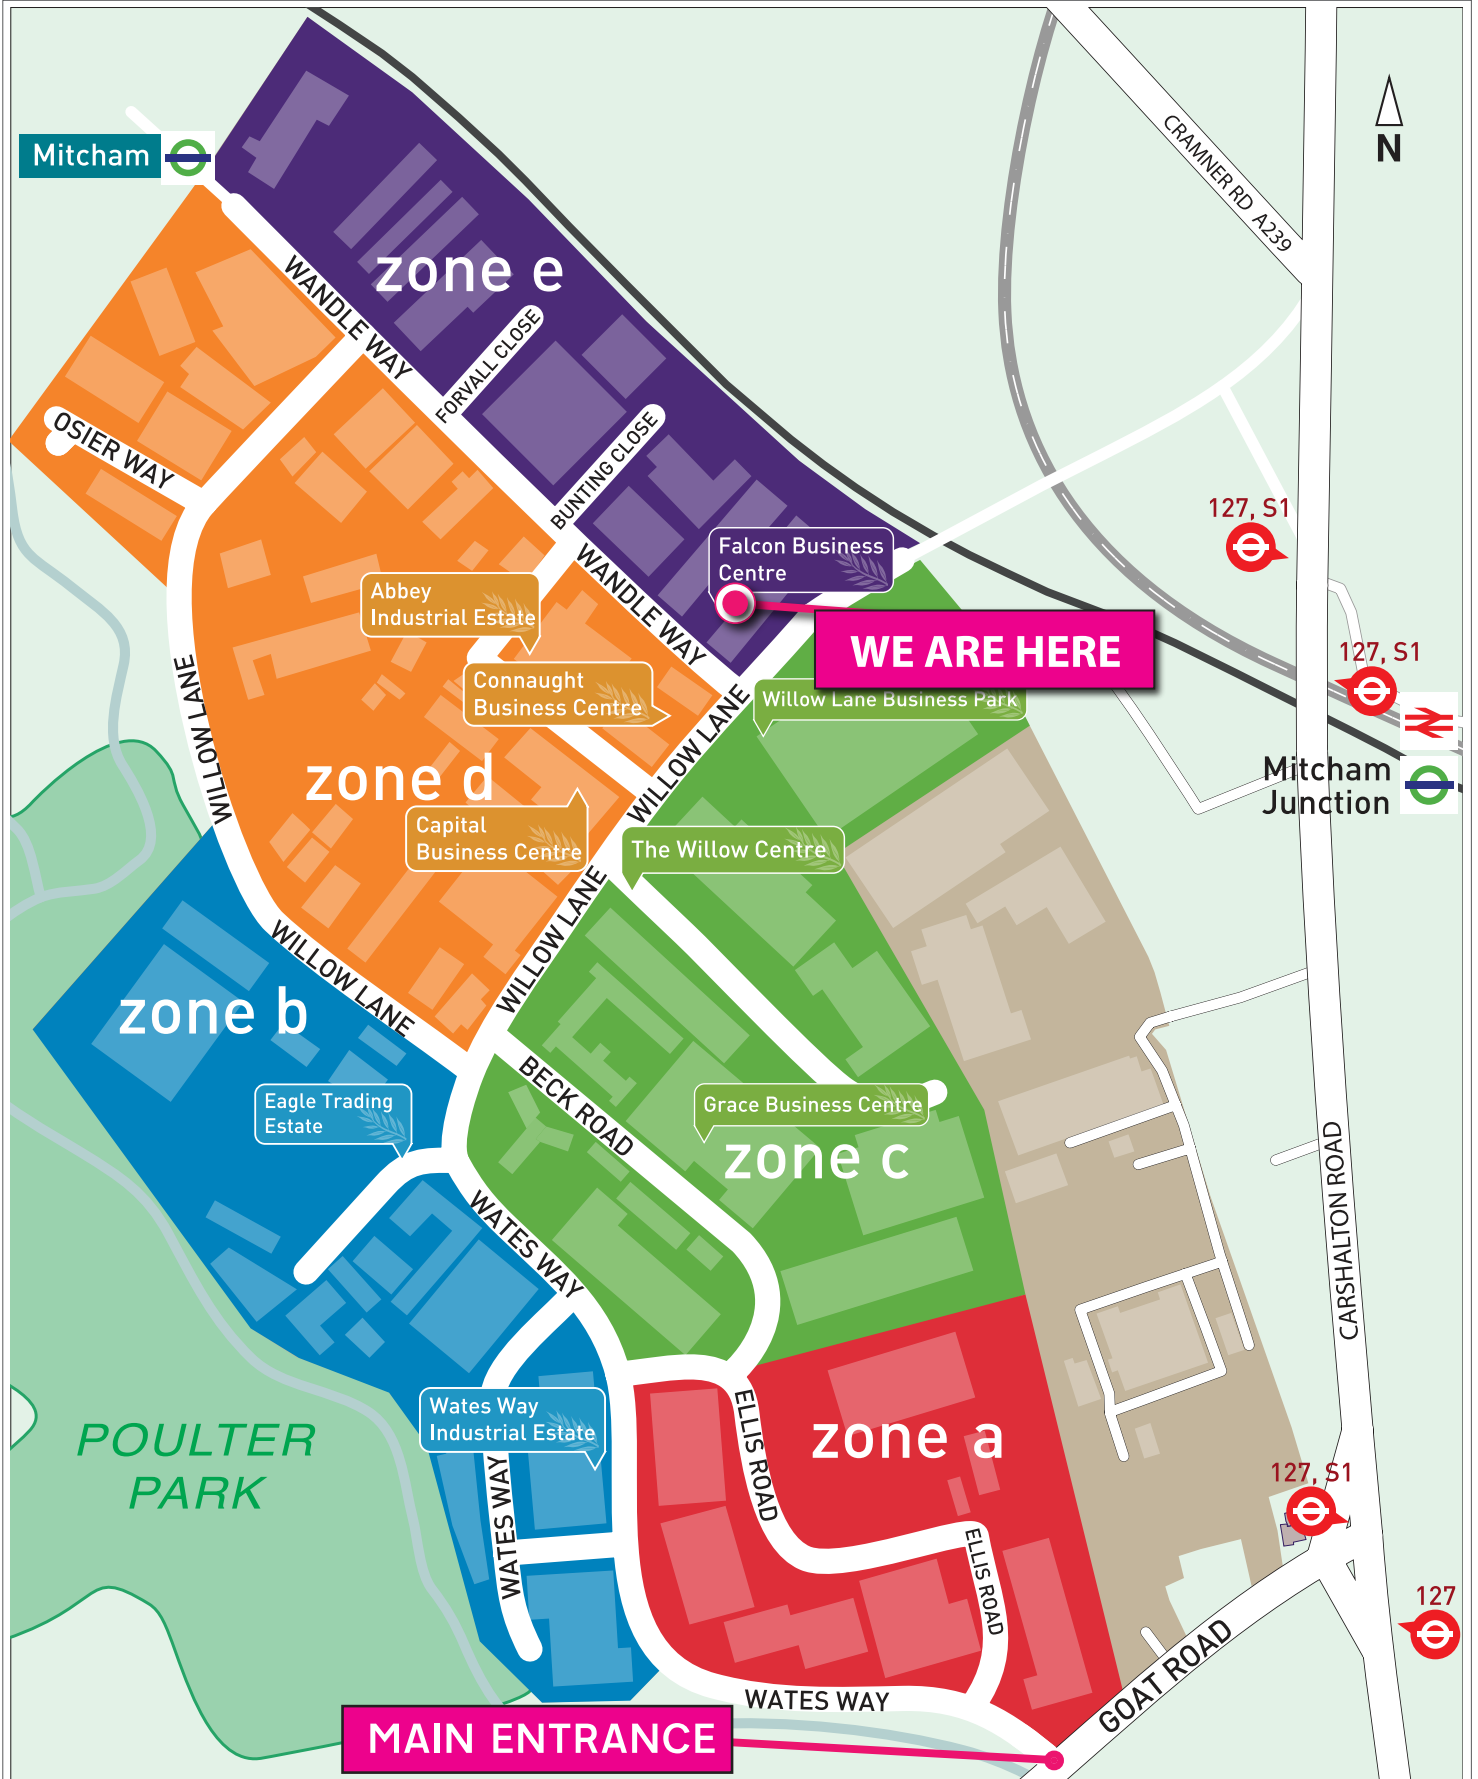 CRAMNER RD A239
N
Mitcham
zone e
WANDLE WAY
FORVALL CLOSE
OSIER WAY
BUNTING CLOSE
127, S1
Falcon Business
Centre
WANDLE WAY
Abbey
Industrial Estate
WE ARE HERE
127, S1
Connaught
Business Centre
Willow Lane Business Park
WILLOW LANE
WILLOW LANE
zone d
Mitcham
Junction
Capital
Business Centre
The Willow Centre
WILLOW LANE
WILLOW LANE
zone b
BECK ROAD
Eagle Trading
Estate
Grace Business Centre
zone c
CARSHALTON ROAD
WATES WAY
Wates Way
Industrial Estate
ELLIS ROAD
zone a
POULTER
PARK
127, S1
WATES WAY
ELLIS ROAD
127
GOAT ROAD
WATES WAY
MAIN ENTRANCE